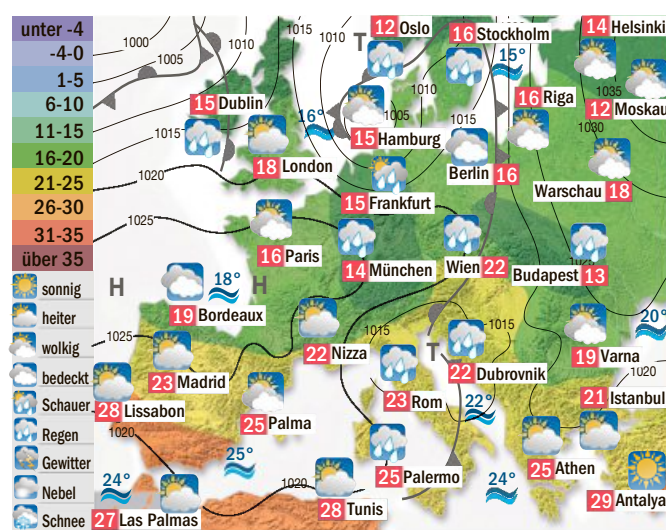 unter -4
-4-0
1-5
6-10
11-15
16-20
21-25
26-30
31-35
über 35
sonnig
heiter
wolkig
bedeckt
Schauer
Regen
Gewitter
Nebel
Schnee
1000
1005
1010
1015
1015
1010
1015
1020
1025
1025
1020
T
12 Oslo
16 Stockholm
15°
14 Helsinki
1010
1005
1035
1030
15 Dublin
16°
15 Hamburg
16 Riga
12 Moskau
18 London
Berlin 16
Warschau 18
15 Frankfurt
16 Paris
14 München
Wien 22
Budapest 13
1025
H
H
18°
19 Bordeaux
1015
1015
20°
22 Nizza
T
22 Dubrovnik
19 Varna
23 Madrid
1020
28 Lissabon
25 Palma
23 Rom
22°
21 Istanbul
25°
25 Palermo
25 Athen
24°
24°
1020
27 Las Palmas
28 Tunis
29 Antalya